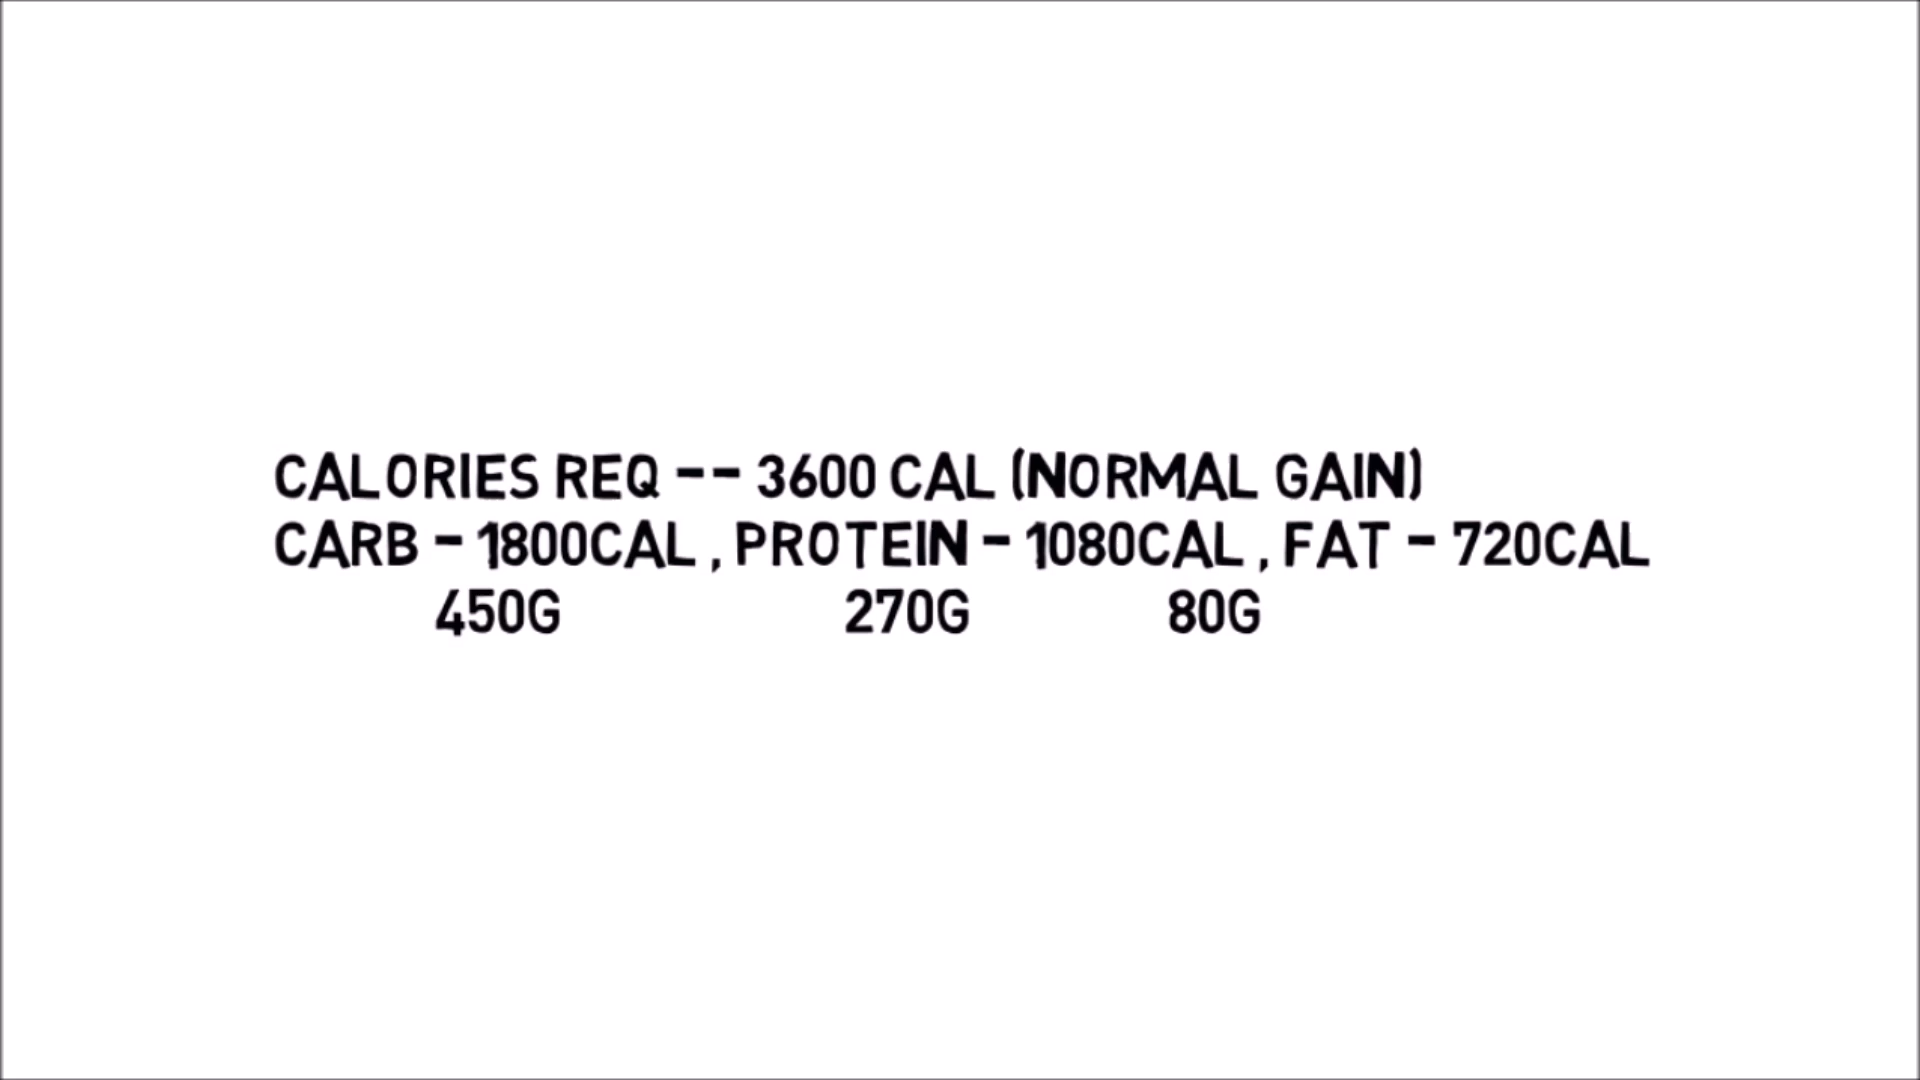 CALORIES REQ -- 3600 CAL (NORMAL GAIN)
CARB - 1800CAL , PROTEIN - 1080CAL , FAT - 720CAL
450G 270G 80G